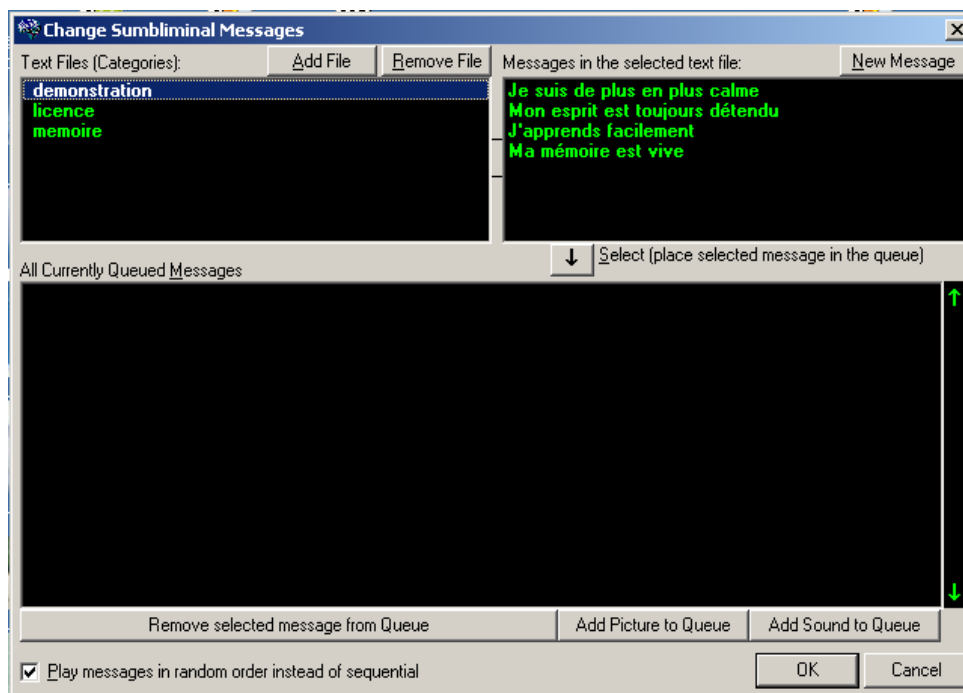 Change Sumbliminal Messages
Text Files (Categories):
Add File
Remove File
Messages in the selected text file:
New Message
demonstration
licence
memoire
Je suis de plus en plus calme
Mon esprit est toujours détendu
J'apprends facilement
Ma mémoire est vive
Select (place selected message in the queue)
All Currently Queued Messages
Remove selected message from Queue
Add Picture to Queue
Add Sound to Queue
Play messages in random order instead of sequential
OK
Cancel